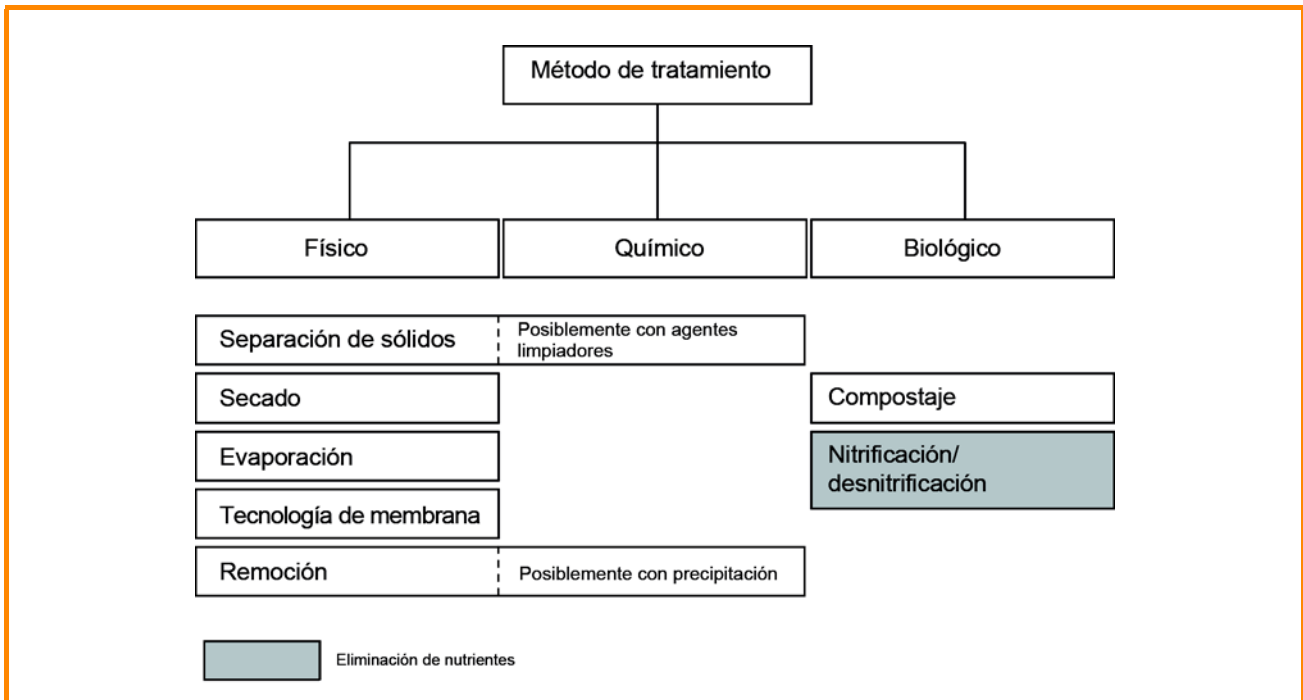 Método de tratamiento
Físico
Químico
Biológico
Separación de sólidos
Posiblemente con agentes
limpiadores
Secado
Compostaje
Evaporación
Nitrificación/
desnitrificación
Tecnología de membrana
Remoción
Posiblemente con precipitación
Eliminación de nutrientes